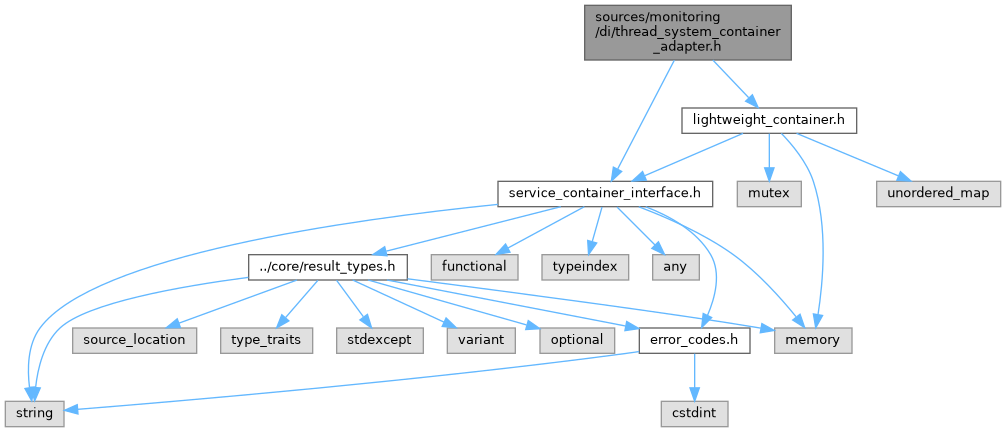 sources/monitoring
/di/thread_system_container
_adapter.h
lightweight_container.h
service_container_interface.h
mutex
unordered_map
../core/result_types.h
functional
typeindex
any
source_location
type_traits
stdexcept
variant
optional
error_codes.h
memory
string
cstdint